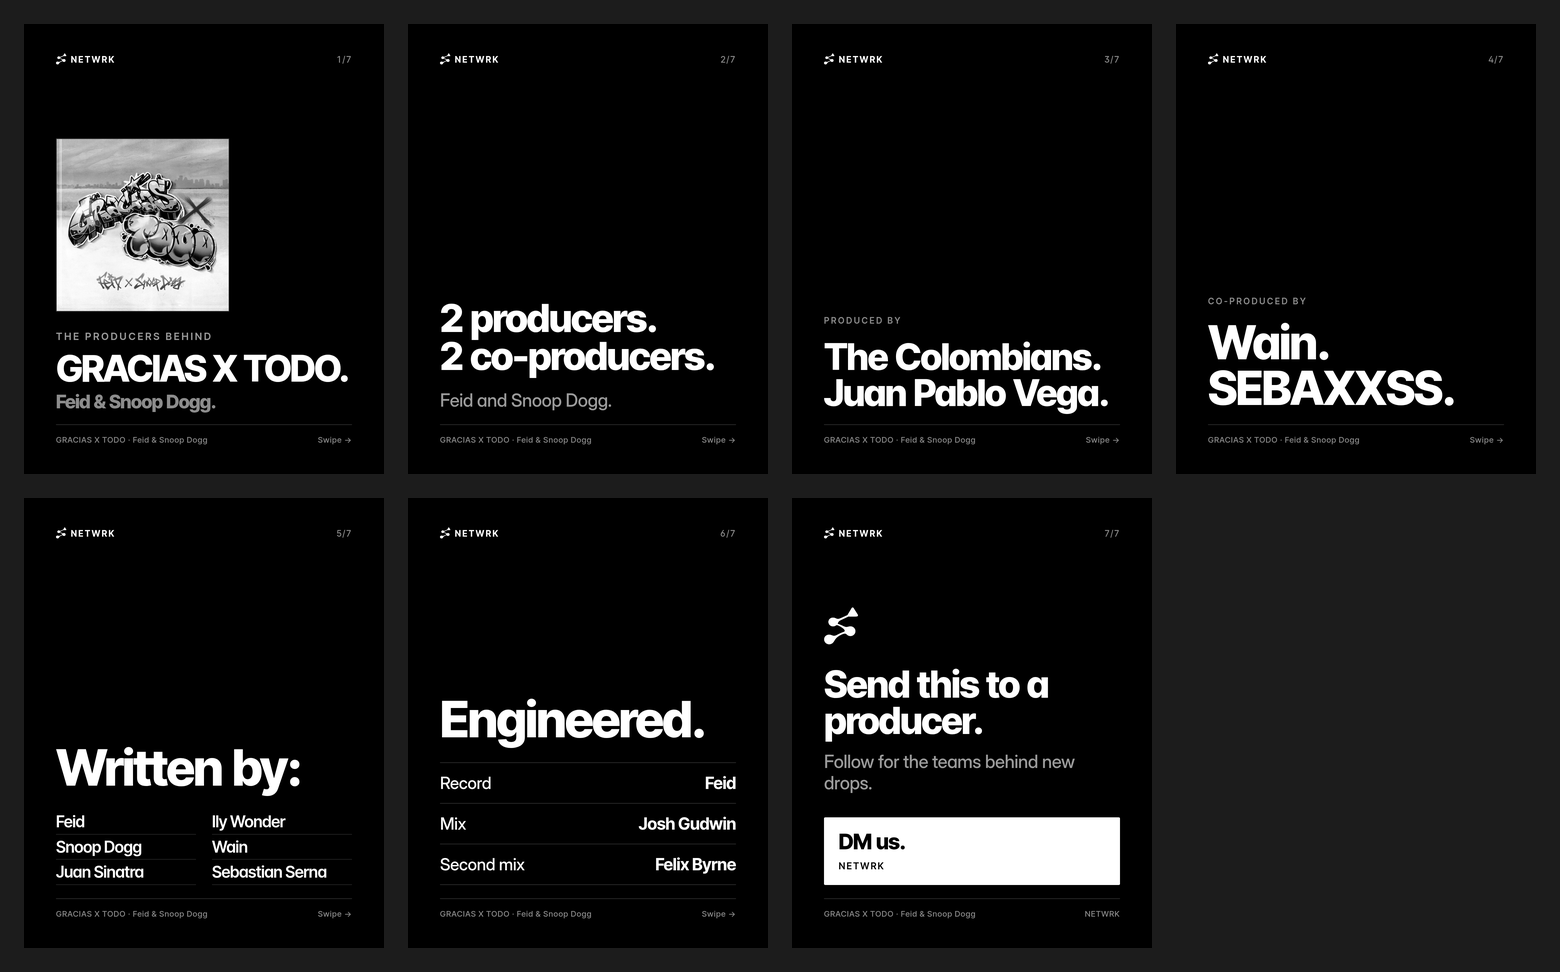 NETWRK
1/7
GRACIAS X TODO
Feid x Snoop Dogg
THE PRODUCERS BEHIND
GRACIAS X TODO.
Feid & Snoop Dogg.
GRACIAS X TODO · Feid & Snoop Dogg
Swipe →
NETWRK
2/7
2 producers.
2 co-producers.
Feid and Snoop Dogg.
GRACIAS X TODO · Feid & Snoop Dogg
Swipe →
NETWRK
3/7
PRODUCED BY
The Colombians.
Juan Pablo Vega.
GRACIAS X TODO · Feid & Snoop Dogg
Swipe →
NETWRK
4/7
CO-PRODUCED BY
Wain.
SEBAXXSS.
GRACIAS X TODO · Feid & Snoop Dogg
Swipe →
NETWRK
5/7
Written by:
Feid
Ily Wonder
Snoop Dogg
Wain
Juan Sinatra
Sebastian Serna
GRACIAS X TODO · Feid & Snoop Dogg
Swipe →
NETWRK
6/7
Engineered.
Record Feid
Mix Josh Gudwin
Second mix Felix Byrne
GRACIAS X TODO · Feid & Snoop Dogg
Swipe →
NETWRK
7/7
Send this to a
producer.
Follow for the teams behind new
drops.
DM us.
NETWRK
GRACIAS X TODO · Feid & Snoop Dogg
NETWRK